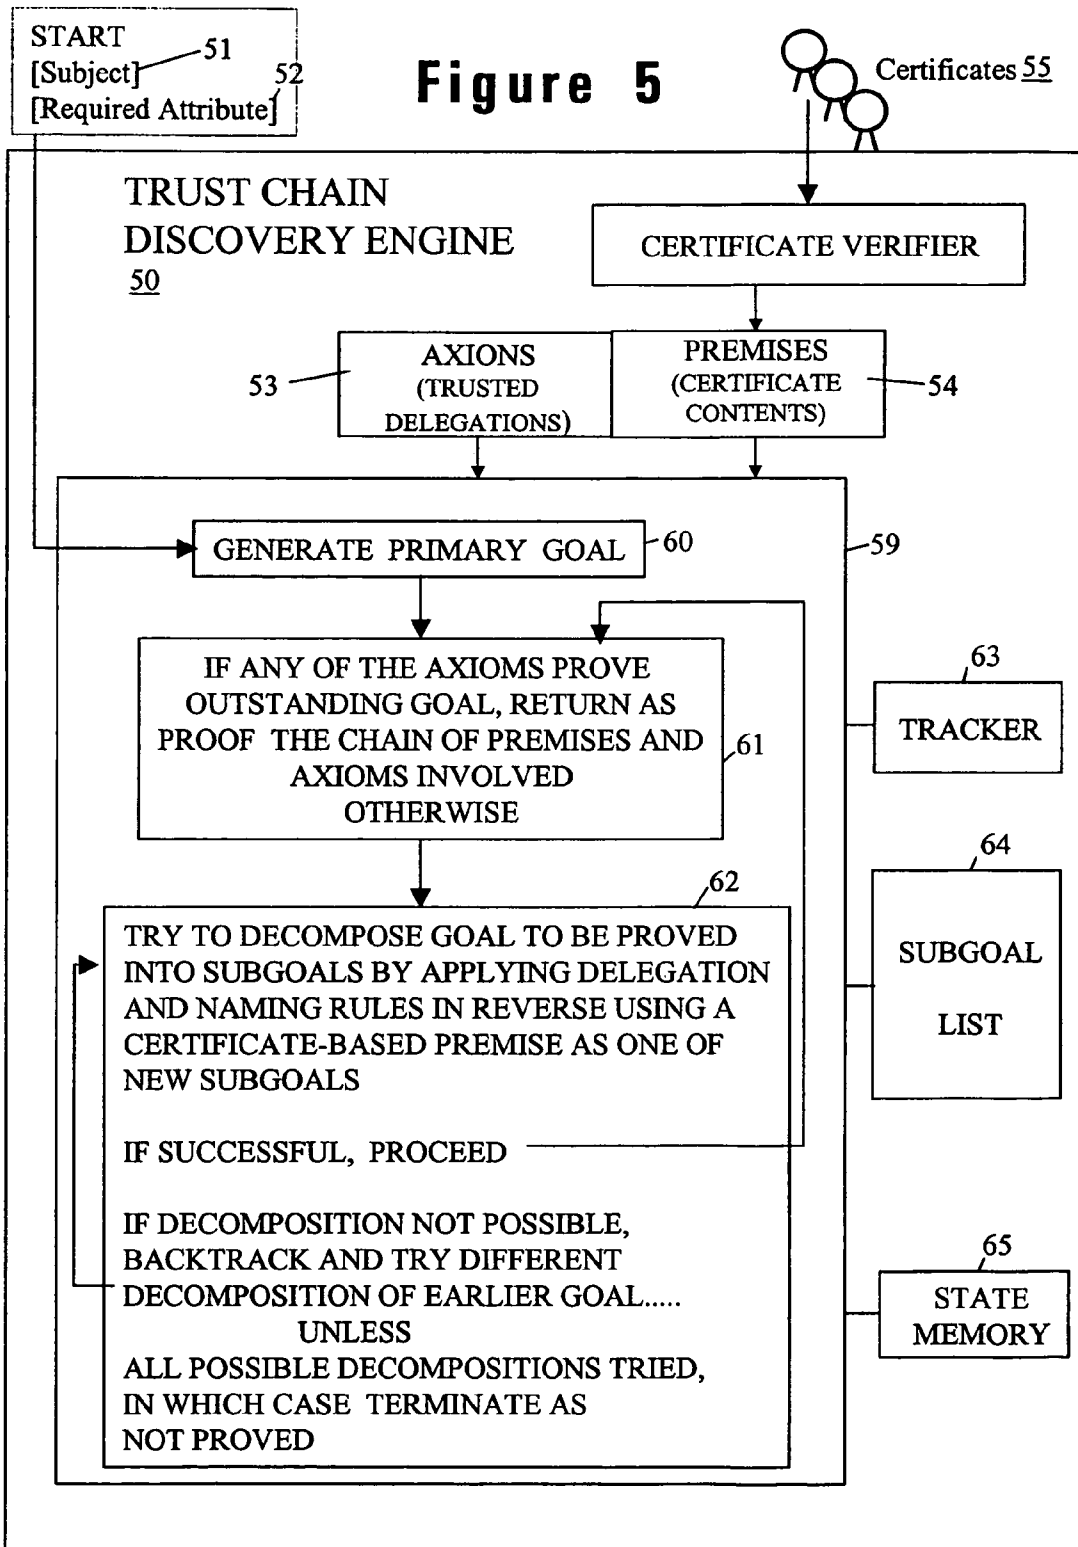 START
[Subject]
51
[Required Attribute]
52
Figure 5
Certificates 55
TRUST CHAIN
DISCOVERY ENGINE
50
CERTIFICATE VERIFIER
53
AXIONS
(TRUSTED
DELEGATIONS)
PREMISES
(CERTIFICATE
CONTENTS)
54
GENERATE PRIMARY GOAL
60
59
IF ANY OF THE AXIOMS PROVE
OUTSTANDING GOAL, RETURN AS
PROOF THE CHAIN OF PREMISES AND
AXIOMS INVOLVED
OTHERWISE
61
63
TRACKER
62
TRY TO DECOMPOSE GOAL TO BE PROVED
INTO SUBGOALS BY APPLYING DELEGATION
AND NAMING RULES IN REVERSE USING A
CERTIFICATE-BASED PREMISE AS ONE OF
NEW SUBGOALS
IF SUCCESSFUL, PROCEED
IF DECOMPOSITION NOT POSSIBLE,
BACKTRACK AND TRY DIFFERENT
DECOMPOSITION OF EARLIER GOAL.....
UNLESS
ALL POSSIBLE DECOMPOSITIONS TRIED,
IN WHICH CASE TERMINATE AS
NOT PROVED
64
SUBGOAL
LIST
65
STATE
MEMORY